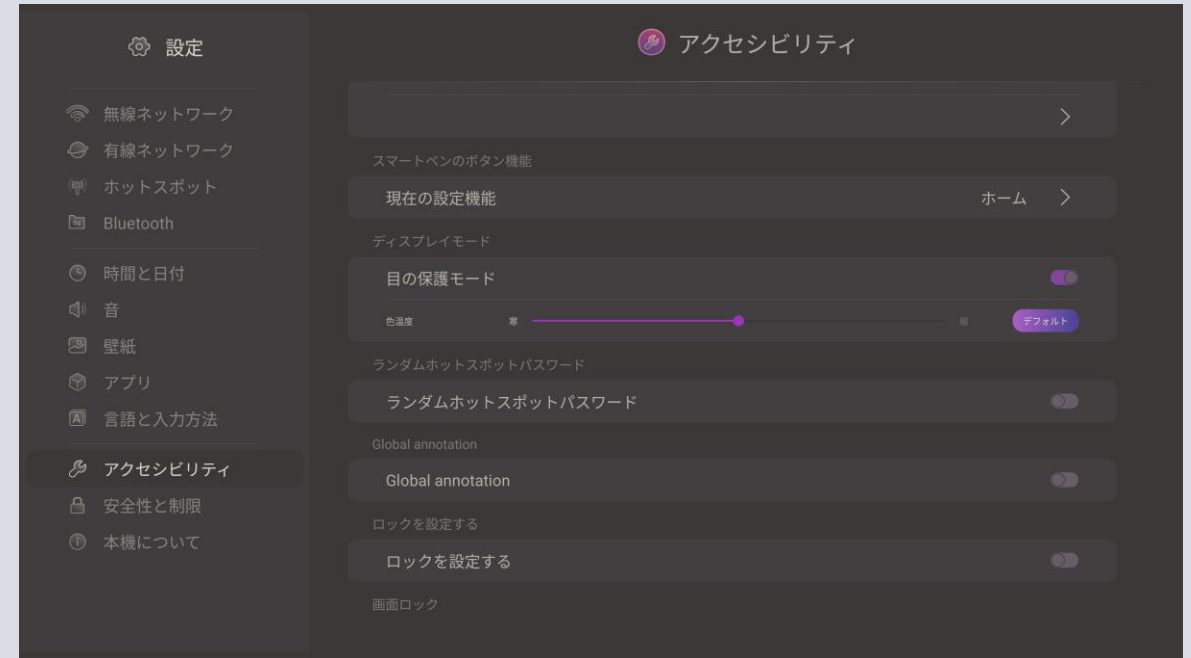 設定
無線ネットワーク
有線ネットワーク
ホットスポット
Bluetooth
時間と日付
音
壁紙
アプリ
言語と入力方法
アクセシビリティ
安全性と制限
本機について
アクセシビリティ
スマートペンのボタン機能
現在の設定機能 ホーム
ディスプレイモード
目の保護モード
色温度 寒 暖 デフォルト
ランダムホットスポットパスワード
ランダムホットスポットパスワード
Global annotation
Global annotation
ロックを設定する
ロックを設定する
画面ロック